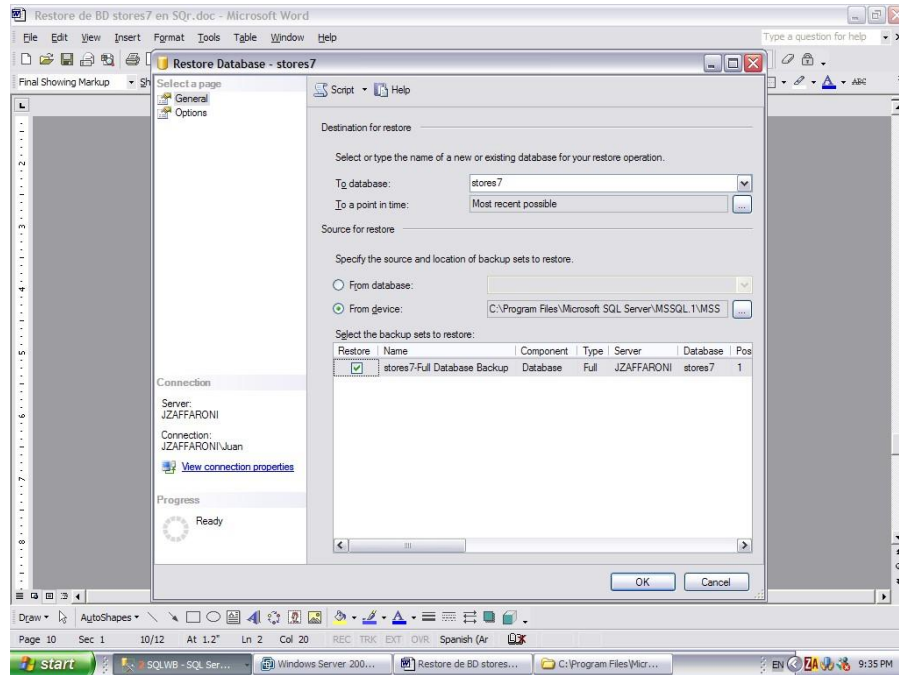 Restore de BD stores7 en SQr.doc - Microsoft Word
File Edit View Insert Format Tools Table Window Help
Type a question for help
Final Showing Markup
Restore Database - stores7
Select a page
General
Options
Script Help
Destination for restore
Select or type the name of a new or existing database for your restore operation.
To database: stores7
To a point in time: Most recent possible
Source for restore
Specify the source and location of backup sets to restore.
From database:
From device: C:\Program Files\Microsoft SQL Server\MSSQL.1\MSS
Select the backup sets to restore:
Restore Name Component Type Server Database Pos
stores7-Full Database Backup Database Full JZAFFARONI stores7 1
Connection
Server:
JZAFFARONI
Connection:
JZAFFARONI\Juan
View connection properties
Progress
Ready
OK Cancel
Draw AutoShapes
Page 10 Sec 1 10/12 At 1.2" Ln 2 Col 20 REC TRK EXT OVR Spanish (Ar
start 2 SQLWB - SQL Ser... Windows Server 200... Restore de BD stores... C:\Program Files\Micr... EN 9:35 PM